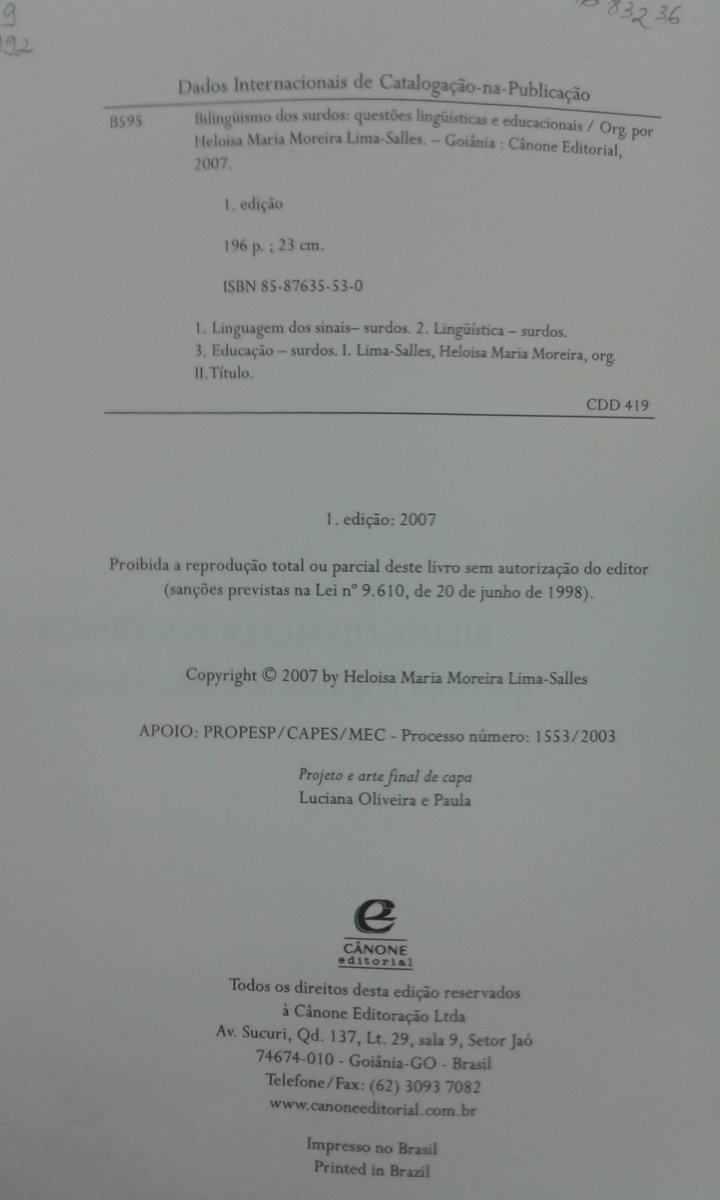 9
192
83236
Dados Internacionais de Catalogação-na-Publicação
B595 Bilingüismo dos surdos: questões lingüísticas e educacionais / Org. por
Heloisa Maria Moreira Lima-Salles. – Goiânia : Cânone Editorial,
2007.
1. edição
196 p. ; 23 cm.
ISBN 85-87635-53-0
1. Linguagem dos sinais– surdos. 2. Lingüística – surdos.
3. Educação – surdos. I. Lima-Salles, Heloisa Maria Moreira, org.
II. Título.
CDD 419
1. edição: 2007
Proibida a reprodução total ou parcial deste livro sem autorização do editor
(sanções previstas na Lei nº 9.610, de 20 de junho de 1998).
Copyright © 2007 by Heloisa Maria Moreira Lima-Salles
APOIO: PROPESP/CAPES/MEC - Processo número: 1553/2003
Projeto e arte final de capa
Luciana Oliveira e Paula
CÂNONE
editorial
Todos os direitos desta edição reservados
à Cânone Editoração Ltda
Av. Sucuri, Qd. 137, Lt. 29, sala 9, Setor Jaó
74674-010 - Goiânia-GO - Brasil
Telefone/Fax: (62) 3093 7082
www.canoneeditorial.com.br
Impresso no Brasil
Printed in Brazil